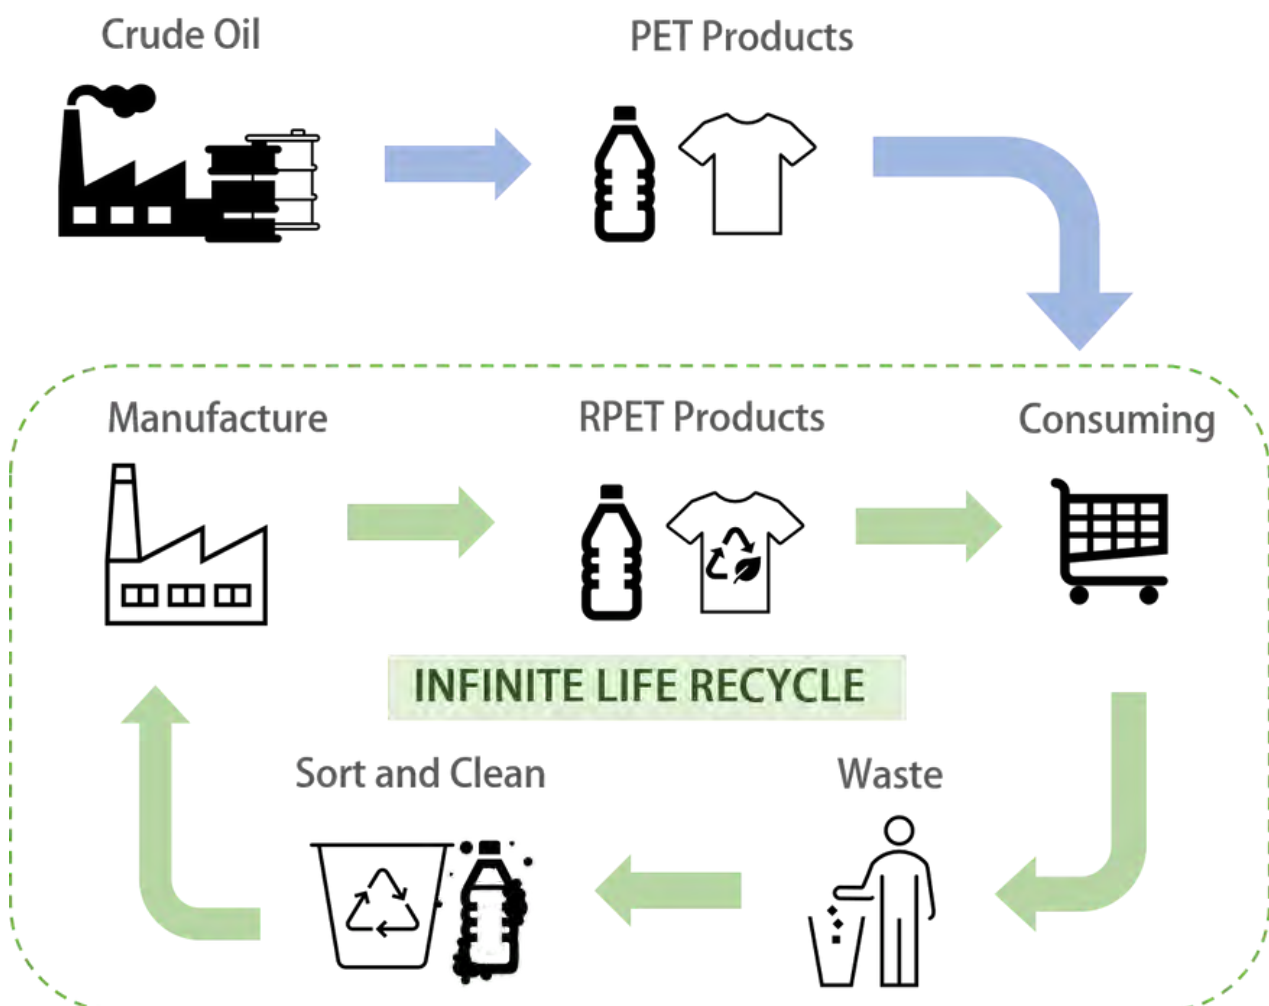 Crude Oil
PET Products
Manufacture
RPET Products
Consuming
INFINITE LIFE RECYCLE
Sort and Clean
Waste